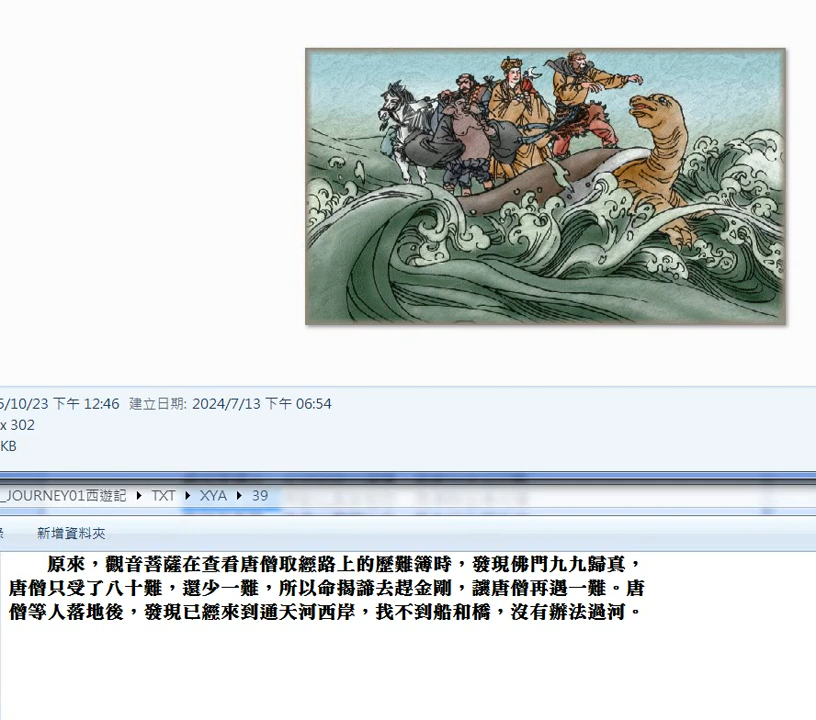 5/10/23 下午 12:46 建立日期: 2024/7/13 下午 06:54
x 302
KB
_JOURNEY01西遊記 ▶ TXT ▶ XYA ▶ 39
新增資料夾
原來，觀音菩薩在查看唐僧取經路上的歷難簿時，發現佛門九九歸真，
唐僧只受了八十難，還少一難，所以命揭諦去趕金剛，讓唐僧再遇一難。唐
僧等人落地後，發現已經來到通天河西岸，找不到船和橋，沒有辦法過河。